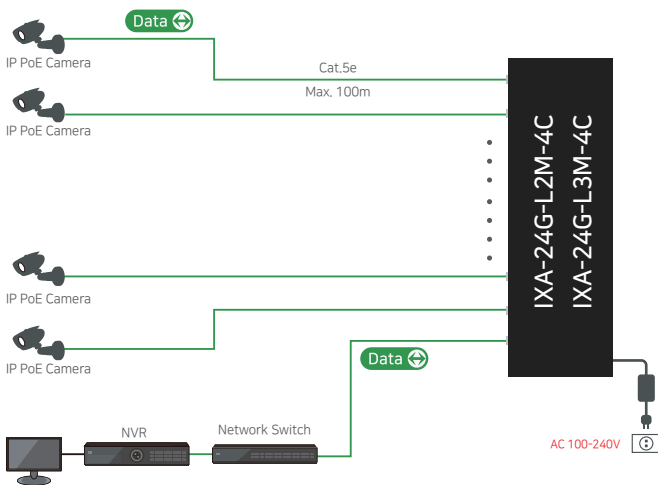 Data
IP PoE Camera
Cat.5e
Max. 100m
IP PoE Camera
IXA-24G-L2M-4C
IXA-24G-L3M-4C
IP PoE Camera
IP PoE Camera
Data
NVR
Network Switch
AC 100-240V